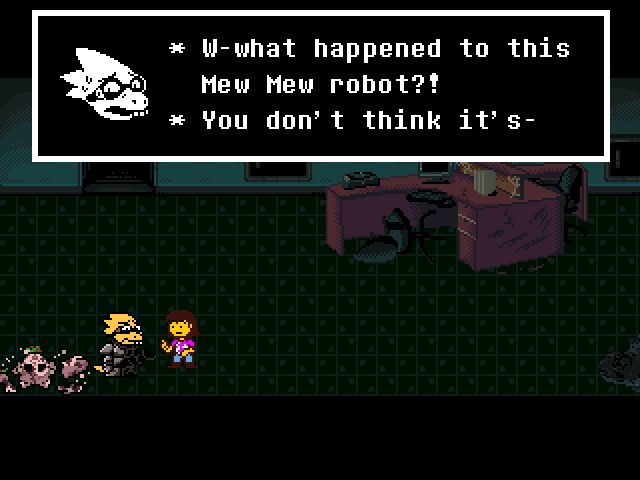 * W-what happened to this
Mew Mew robot?!
* You don't think it's-